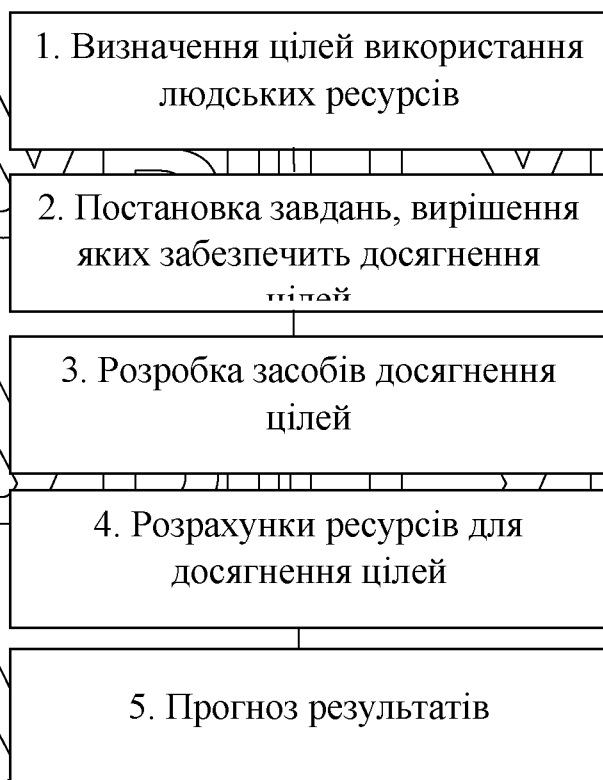 1. Визначення цілей використання
людських ресурсів
2. Постановка завдань, вирішення
яких забезпечить досягнення
цілей
3. Розробка засобів досягнення
цілей
4. Розрахунки ресурсів для
досягнення цілей
5. Прогноз результатів